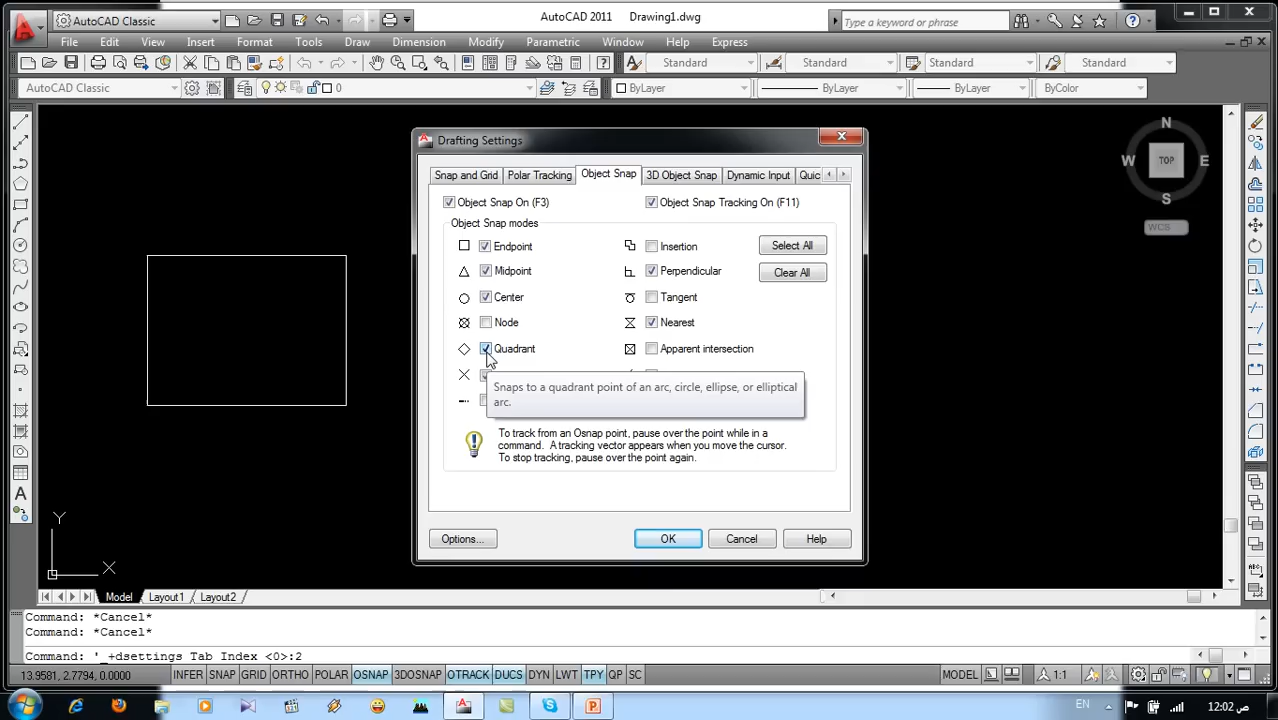 AutoCAD Classic
AutoCAD 2011 Drawing1.dwg
Type a keyword or phrase
File Edit View Insert Format Tools Draw Dimension Modify Parametric Window Help Express
Standard Standard Standard Standard
AutoCAD Classic
0
ByLayer ByLayer ByLayer ByColor
N
W TOP E
S
WCS
Drafting Settings
Snap and Grid Polar Tracking Object Snap 3D Object Snap Dynamic Input Quic
Object Snap On (F3) Object Snap Tracking On (F11)
Object Snap modes
Endpoint Insertion Select All
Midpoint Perpendicular Clear All
Center Tangent
Node Nearest
Quadrant Apparent intersection
Snaps to a quadrant point of an arc, circle, ellipse, or elliptical
arc.
To track from an Osnap point, pause over the point while in a
command. A tracking vector appears when you move the cursor.
To stop tracking, pause over the point again.
Options... OK Cancel Help
Y
X
Model Layout1 Layout2
Command: *Cancel*
Command: *Cancel*
Command: '_+dsettings Tab Index <0>:2
13.9581, 2.7794, 0.0000 INFER SNAP GRID ORTHO POLAR OSNAP 3DOSNAP OTRACK DUCS DYN LWT TPY QP SC MODEL 1:1
EN 12:02 ص